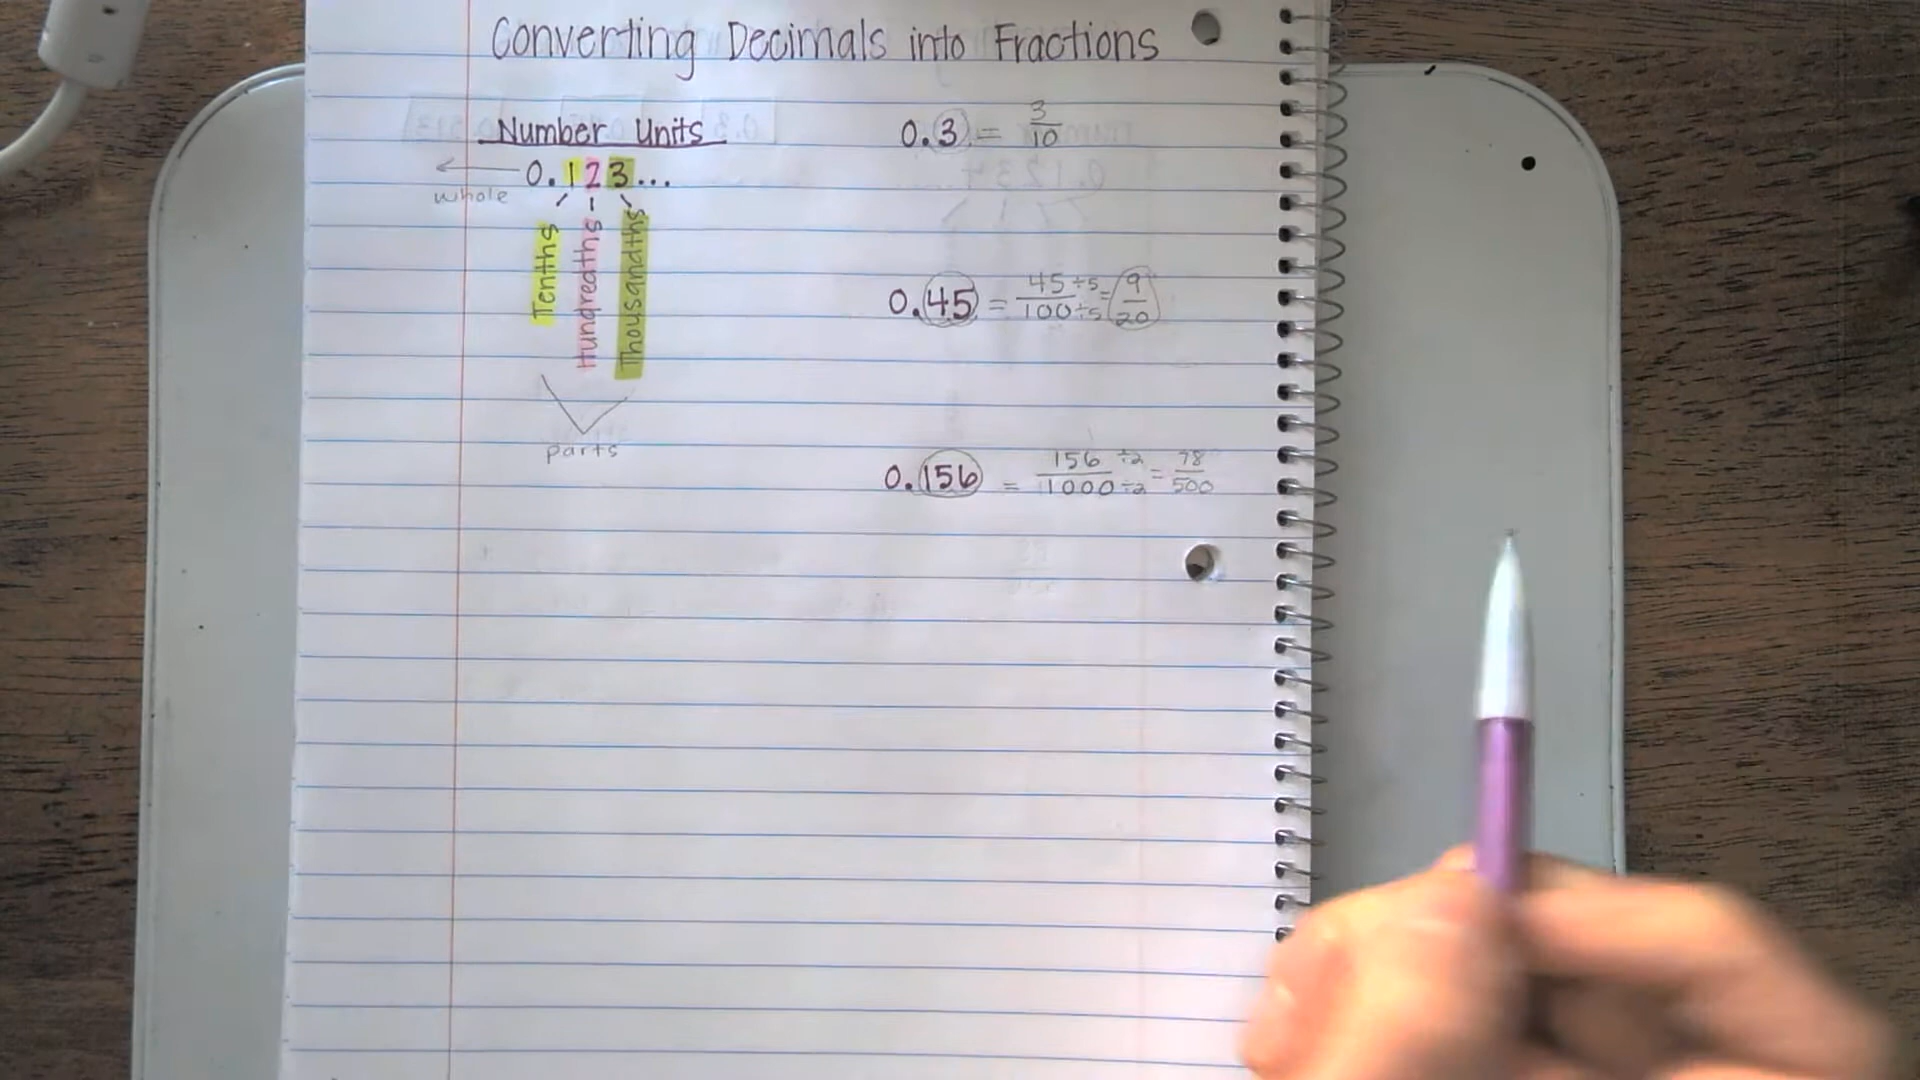 Converting Decimals into Fractions
Number Units
0.123...
whole
Tenths
Hundreaths
Thousandths
parts
0.3 = 3/10
0.45 = 45÷5/100÷5 = 9/20
0.156 = 156÷2/1000÷2 = 78/500